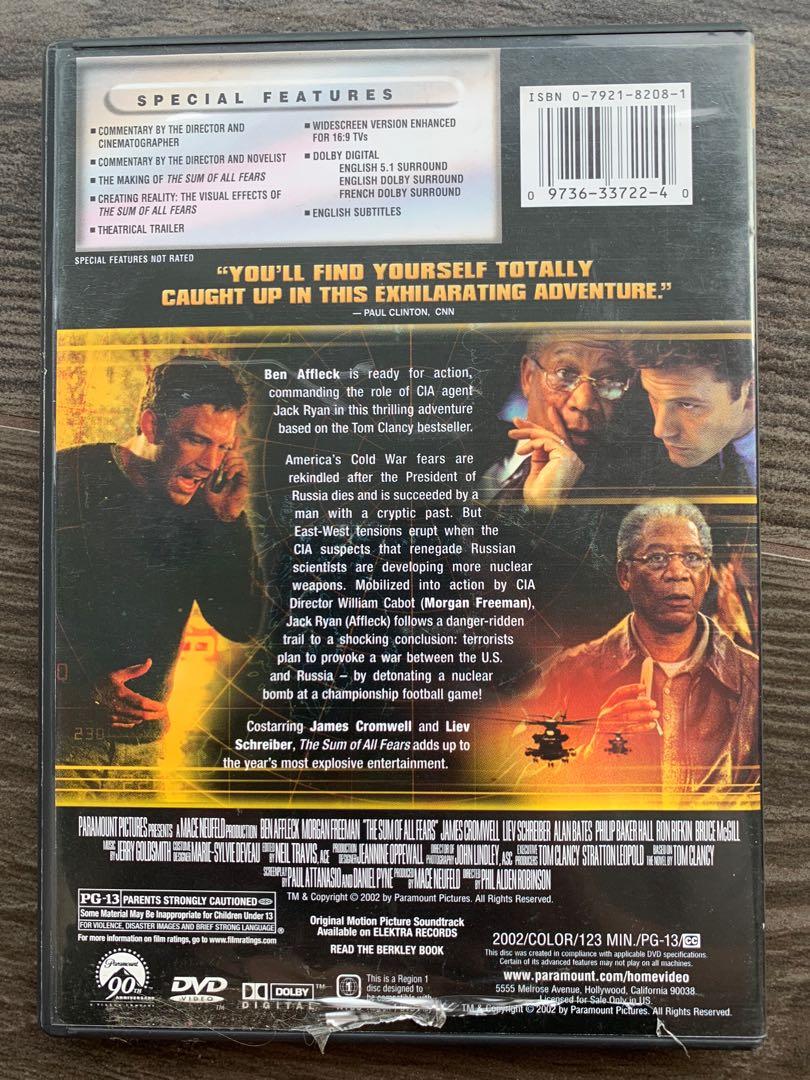 SPECIAL FEATURES
■ COMMENTARY BY THE DIRECTOR AND
CINEMATOGRAPHER
■ COMMENTARY BY THE DIRECTOR AND NOVELIST
■ THE MAKING OF THE SUM OF ALL FEARS
■ CREATING REALITY: THE VISUAL EFFECTS OF
THE SUM OF ALL FEARS
■ THEATRICAL TRAILER
■ WIDESCREEN VERSION ENHANCED
FOR 16:9 TVs
■ DOLBY DIGITAL
ENGLISH 5.1 SURROUND
ENGLISH DOLBY SURROUND
FRENCH DOLBY SURROUND
■ ENGLISH SUBTITLES
SPECIAL FEATURES NOT RATED
ISBN 0-7921-8208-1
0 9736-33722-4 0
“YOU'LL FIND YOURSELF TOTALLY
CAUGHT UP IN THIS EXHILARATING ADVENTURE.”
— PAUL CLINTON, CNN
Ben Affleck is ready for action,
commanding the role of CIA agent
Jack Ryan in this thrilling adventure
based on the Tom Clancy bestseller.
America's Cold War fears are
rekindled after the President of
Russia dies and is succeeded by a
man with a cryptic past. But
East-West tensions erupt when the
CIA suspects that renegade Russian
scientists are developing more nuclear
weapons. Mobilized into action by CIA
Director William Cabot (Morgan Freeman),
Jack Ryan (Affleck) follows a danger-ridden
trail to a shocking conclusion: terrorists
plan to provoke a war between the U.S.
and Russia – by detonating a nuclear
bomb at a championship football game!
Costarring James Cromwell and Liev
Schreiber, The Sum of All Fears adds up to
the year's most explosive entertainment.
230
PARAMOUNT PICTURES PRESENTS A MACE NEUFELD PRODUCTION BEN AFFLECK MORGAN FREEMAN "THE SUM OF ALL FEARS" JAMES CROMWELL LIEV SCHREIBER ALAN BATES PHILIP BAKER HALL RON RIFKIN BRUCE McGILL
MUSIC BY JERRY GOLDSMITH COSTUME DESIGNER MARIE-SYLVIE DEVEAU EDITED BY NEIL TRAVIS, ACE PRODUCTION DESIGNER JEANNINE OPPEWALL DIRECTOR OF PHOTOGRAPHY JOHN LINDLEY, ASC EXECUTIVE PRODUCERS TOM CLANCY STRATTON LEOPOLD BASED ON THE NOVEL BY TOM CLANCY
SCREENPLAY BY PAUL ATTANASIO AND DANIEL PYNE PRODUCED BY MACE NEUFELD DIRECTED BY PHIL ALDEN ROBINSON
TM & Copyright © 2002 by Paramount Pictures. All Rights Reserved.
PG-13 PARENTS STRONGLY CAUTIONED
Some Material May Be Inappropriate for Children Under 13
FOR VIOLENCE, DISASTER IMAGES AND BRIEF STRONG LANGUAGE ®
For more information on film ratings, go to www.filmratings.com
Original Motion Picture Soundtrack
Available on ELEKTRA RECORDS
READ THE BERKLEY BOOK
2002/COLOR/123 MIN./PG-13/CC
This disc was created in compliance with applicable DVD specifications.
Certain of its advanced features may not play on all machines.
www.paramount.com/homevideo
5555 Melrose Avenue, Hollywood, California 90038.
Licensed for Sale Only in US.
TM & Copyright © 2002 by Paramount Pictures. All Rights Reserved.
Paramount
90TH
ANNIVERSARY
DVD
VIDEO
TM
DOLBY
DIGITAL
TM
1
This is a Region 1
disc designed to
be compatible with